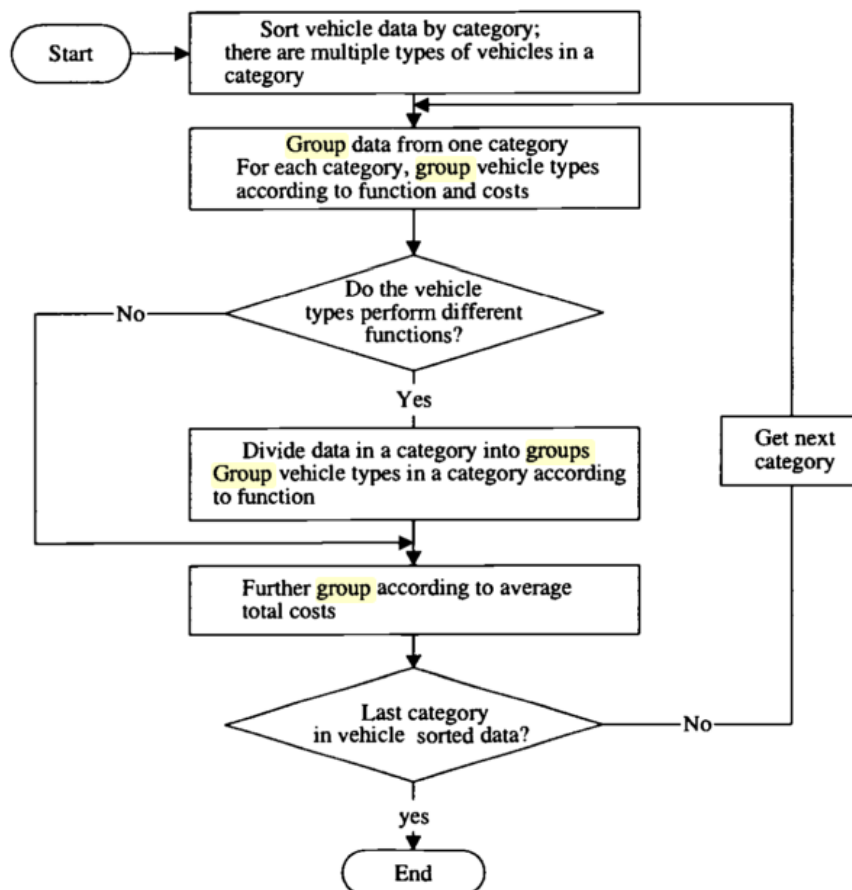 Start
Sort vehicle data by category;
there are multiple types of vehicles in a
category
Group data from one category
For each category, group vehicle types
according to function and costs
Do the vehicle
types perform different
functions?
No
Yes
Divide data in a category into groups
Group vehicle types in a category according
to function
Get next
category
Further group according to average
total costs
Last category
in vehicle sorted data?
No
yes
End